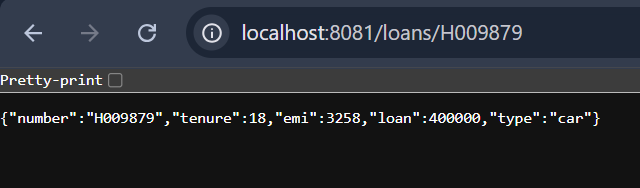 localhost:8081/loans/H009879
Pretty-print
{"number":"H009879","tenure":18,"emi":3258,"loan":400000,"type":"car"}